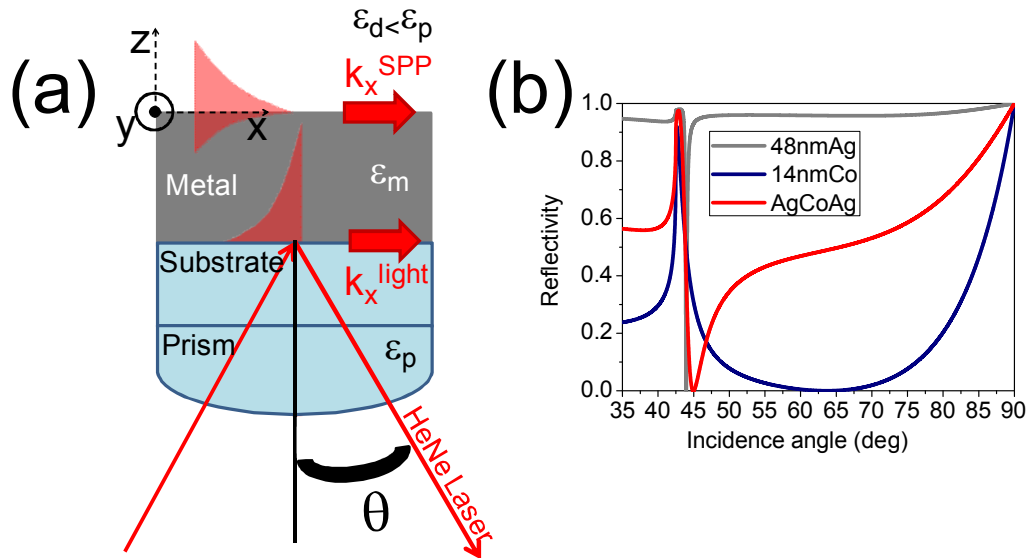 (a)
z
y
x
εd<εp
kxSPP
Metal
εm
Substrate
kxlight
Prism
εp
HeNe Laser
θ
(b)
Reflectivity
1.0
0.8
0.6
0.4
0.2
0.0
48nmAg
14nmCo
AgCoAg
35 40 45 50 55 60 65 70 75 80 85 90
Incidence angle (deg)